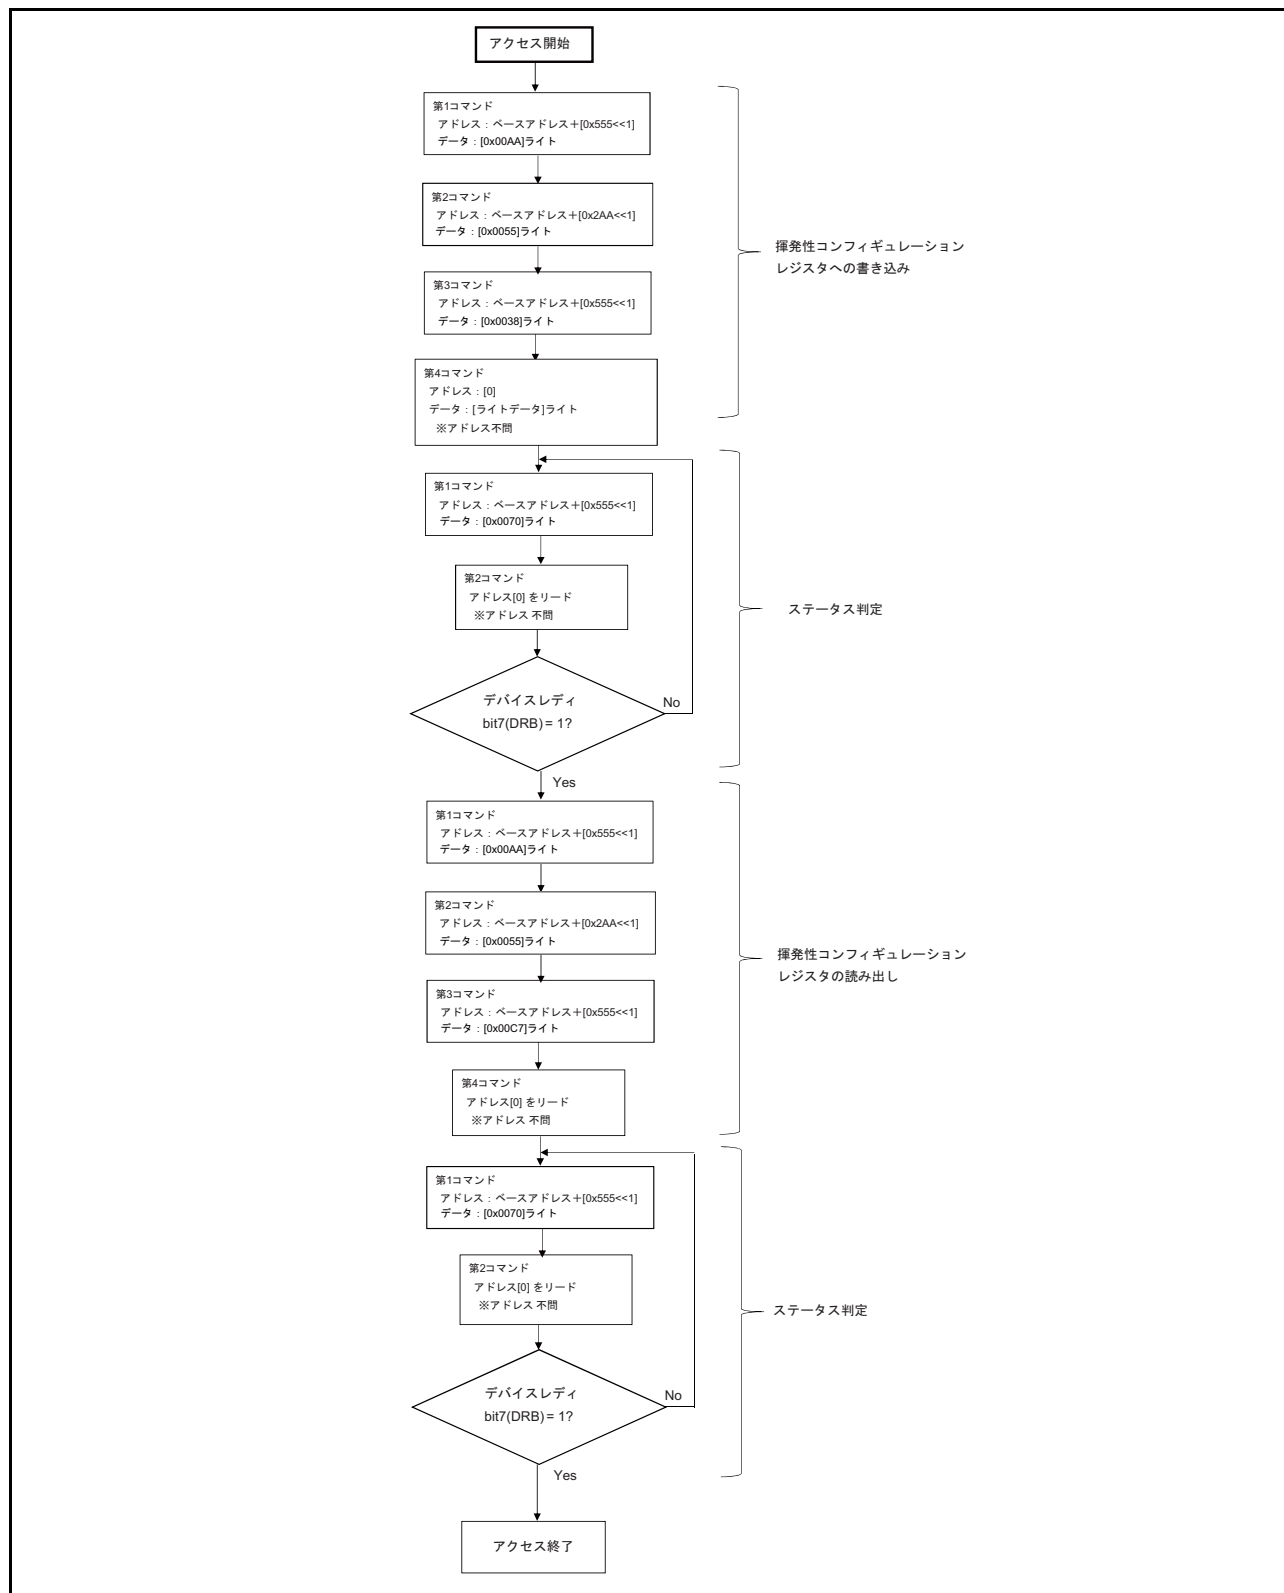 アクセス開始
第1コマンド
アドレス：ベースアドレス＋[0x555<<1]
データ：[0x00AA]ライト
第2コマンド
アドレス：ベースアドレス＋[0x2AA<<1]
データ：[0x0055]ライト
第3コマンド
アドレス：ベースアドレス＋[0x555<<1]
データ：[0x0038]ライト
第4コマンド
アドレス：[0]
データ：[ライトデータ]ライト
※アドレス不問
揮発性コンフィギュレーション
レジスタへの書き込み
第1コマンド
アドレス：ベースアドレス＋[0x555<<1]
データ：[0x0070]ライト
第2コマンド
アドレス[0] をリード
※アドレス 不問
デバイスレディ
bit7(DRB) = 1?
No
Yes
ステータス判定
第1コマンド
アドレス：ベースアドレス＋[0x555<<1]
データ：[0x00AA]ライト
第2コマンド
アドレス：ベースアドレス＋[0x2AA<<1]
データ：[0x0055]ライト
第3コマンド
アドレス：ベースアドレス＋[0x555<<1]
データ：[0x00C7]ライト
第4コマンド
アドレス[0] をリード
※アドレス 不問
揮発性コンフィギュレーション
レジスタの読み出し
第1コマンド
アドレス：ベースアドレス＋[0x555<<1]
データ：[0x0070]ライト
第2コマンド
アドレス[0] をリード
※アドレス 不問
デバイスレディ
bit7(DRB) = 1?
No
Yes
ステータス判定
アクセス終了